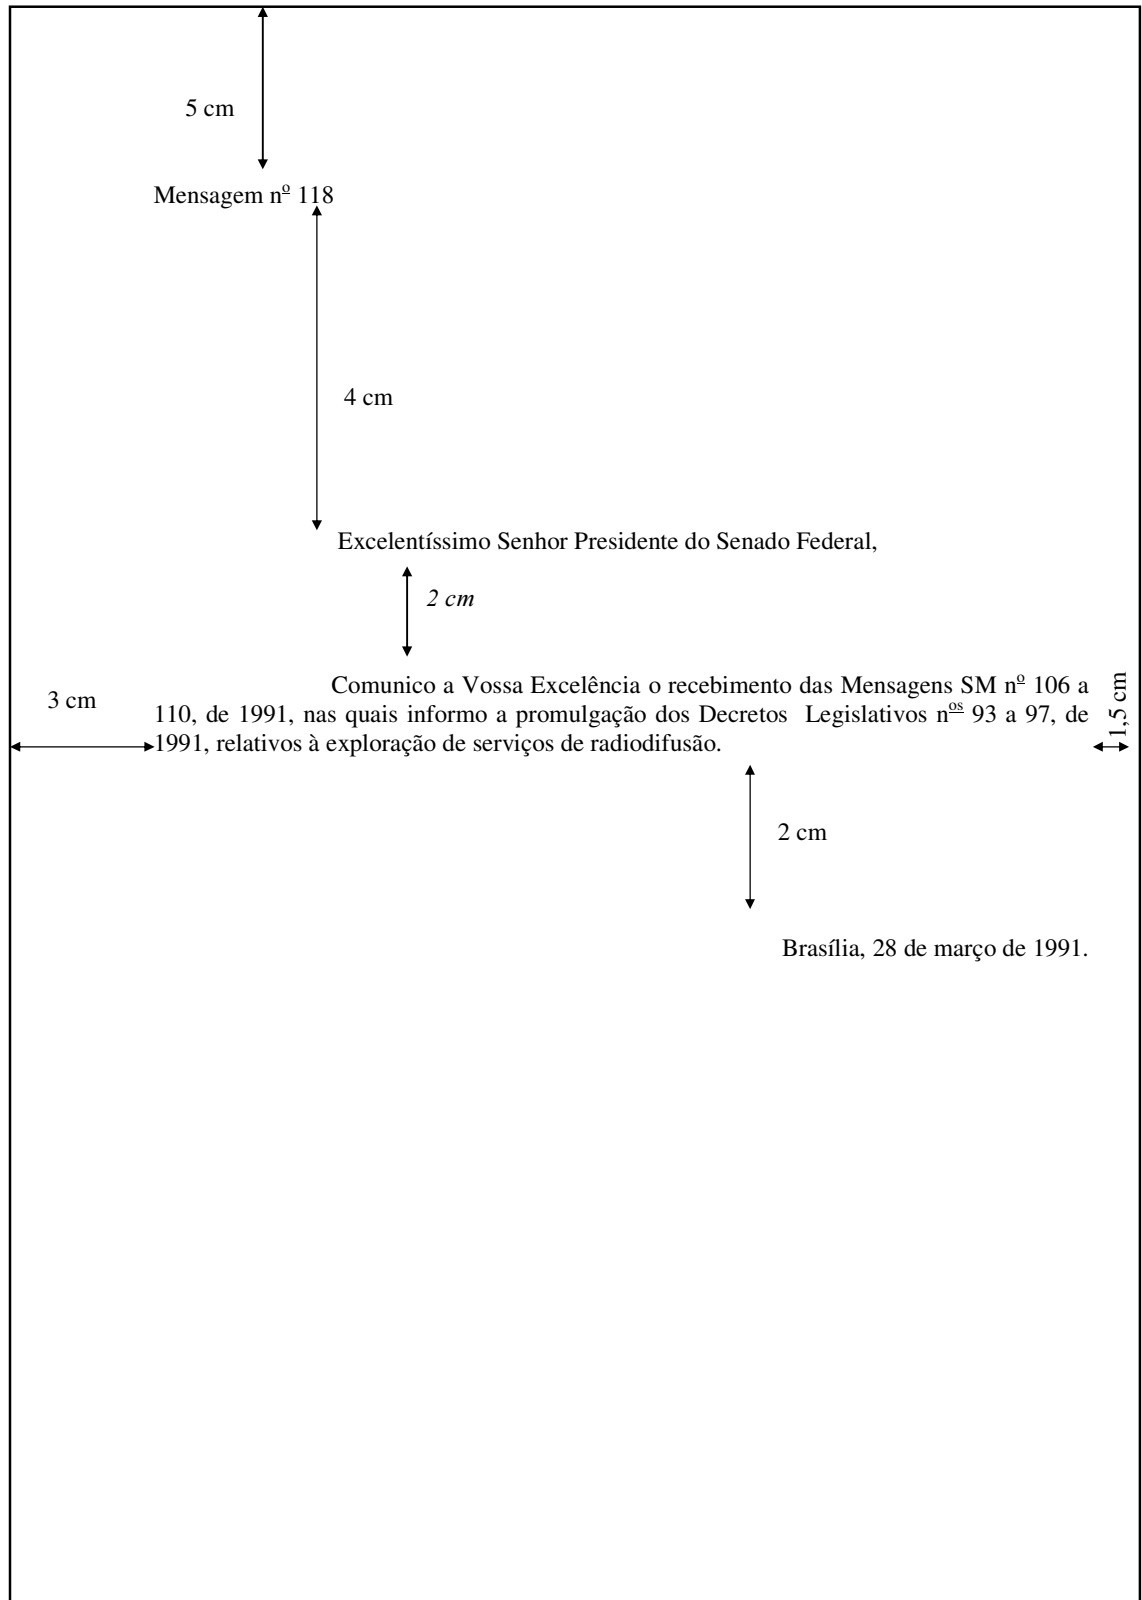 5 cm
Mensagem nº 118
4 cm
Excelentíssimo Senhor Presidente do Senado Federal,
2 cm
Comunico a Vossa Excelência o recebimento das Mensagens SM nº 106 a
110, de 1991, nas quais informo a promulgação dos Decretos Legislativos nos 93 a 97, de
1991, relativos à exploração de serviços de radiodifusão.
3 cm
1,5 cm
2 cm
Brasília, 28 de março de 1991.